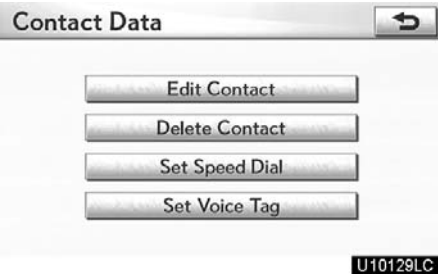 Contact Data
Edit Contact
Delete Contact
Set Speed Dial
Set Voice Tag
U10129LC